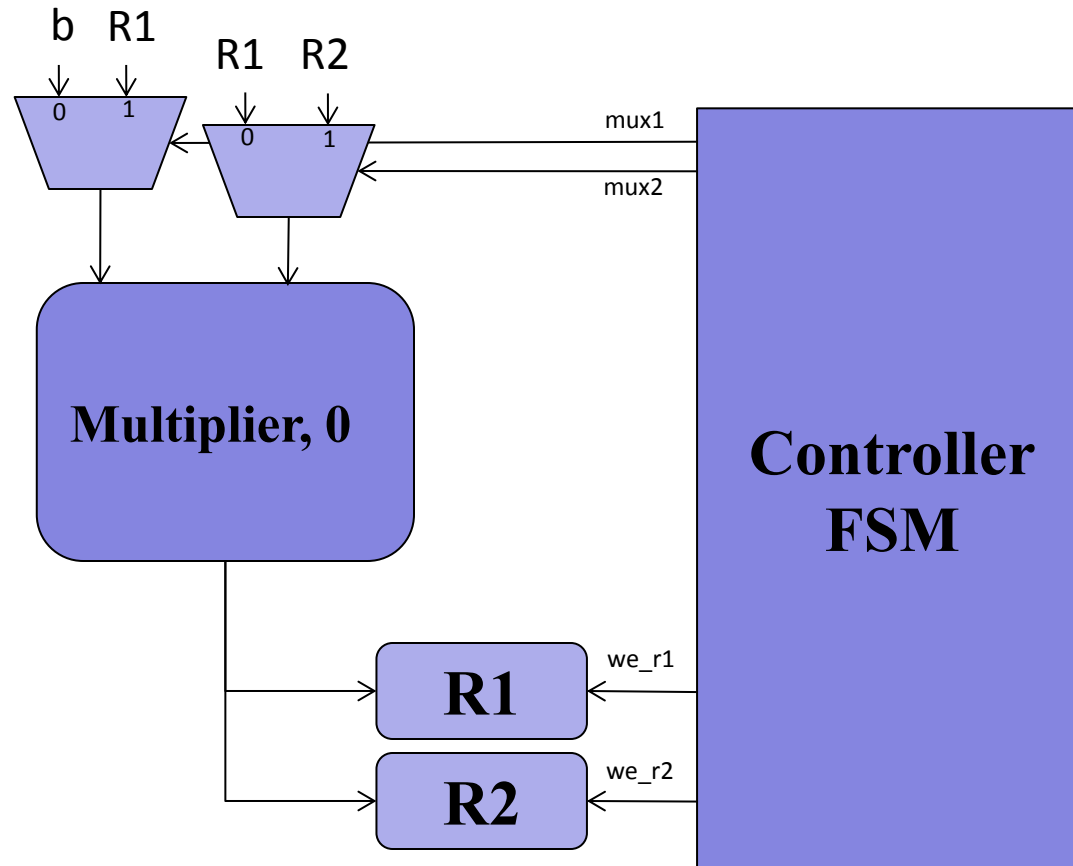 b R1
R1 R2
0 1
0 1
mux1
mux2
Multiplier, 0
Controller
FSM
we_r1
R1
we_r2
R2